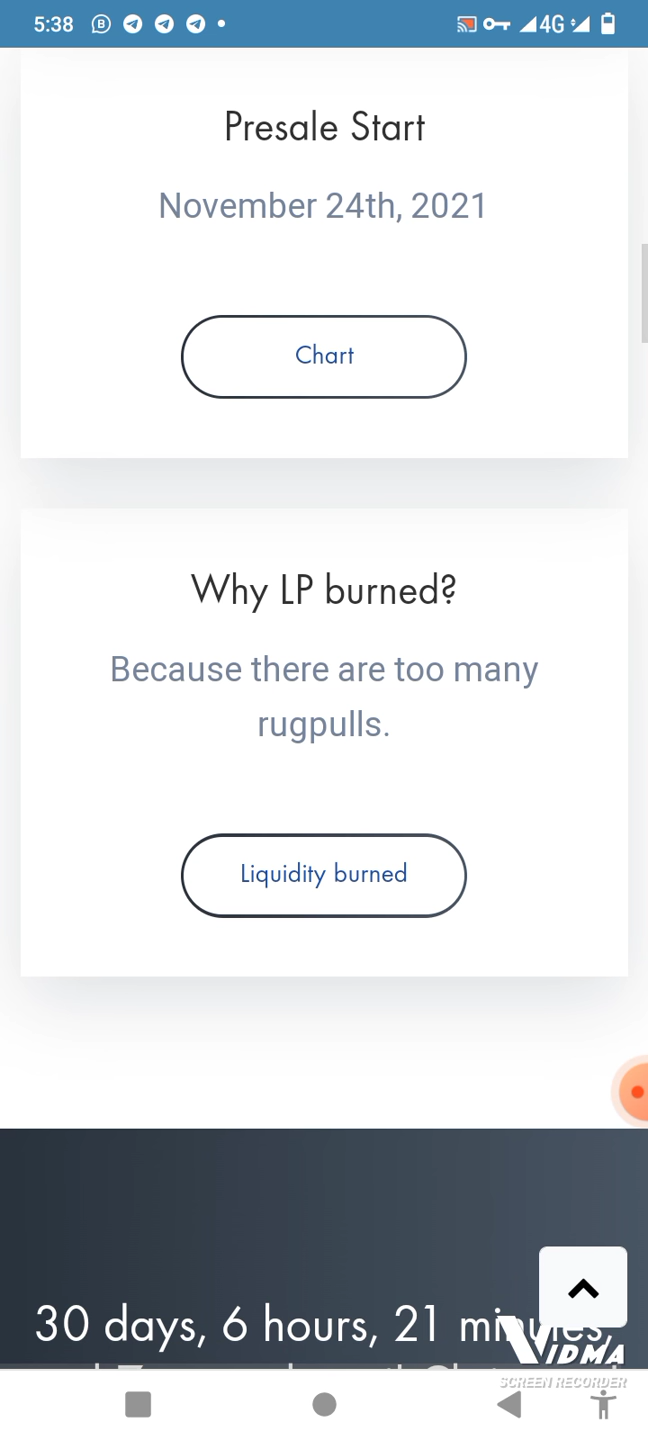 5:38
4G
Presale Start
November 24th, 2021
Chart
Why LP burned?
Because there are too many
rugpulls.
Liquidity burned
30 days, 6 hours, 21 minutes,
VIDMA
SCREEN RECORDER